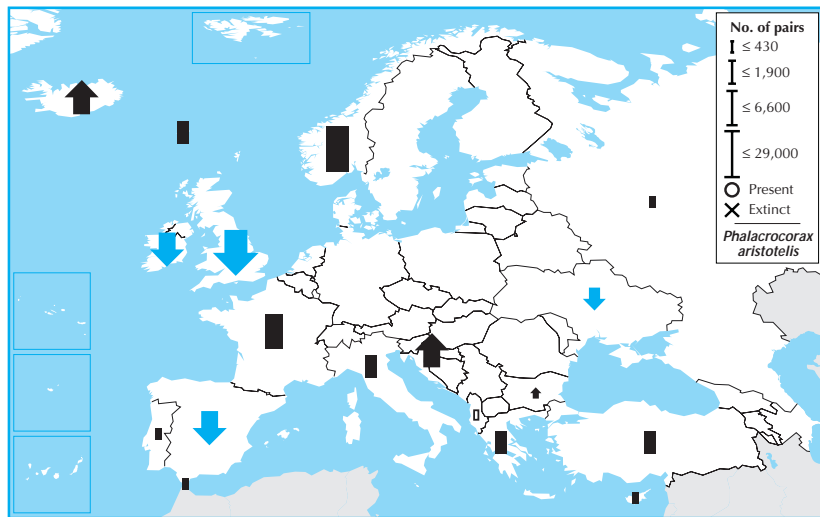 No. of pairs
≤ 430
≤ 1,900
≤ 6,600
≤ 29,000
Present
Extinct
Phalacrocorax
aristotelis